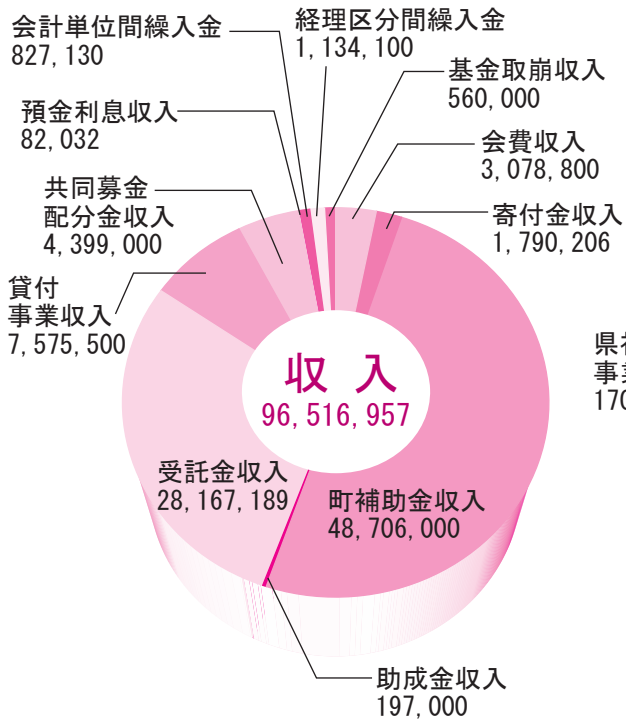 会計単位間繰入金
827,130
経理区分間繰入金
1,134,100
基金取崩収入
560,000
預金利息収入
82,032
会費収入
3,078,800
共同募金
配分金収入
4,399,000
寄付金収入
1,790,206
貸付
事業収入
7,575,500
収 入
96,516,957
受託金収入
28,167,189
町補助金収入
48,706,000
助成金収入
197,000
県社
事業
170